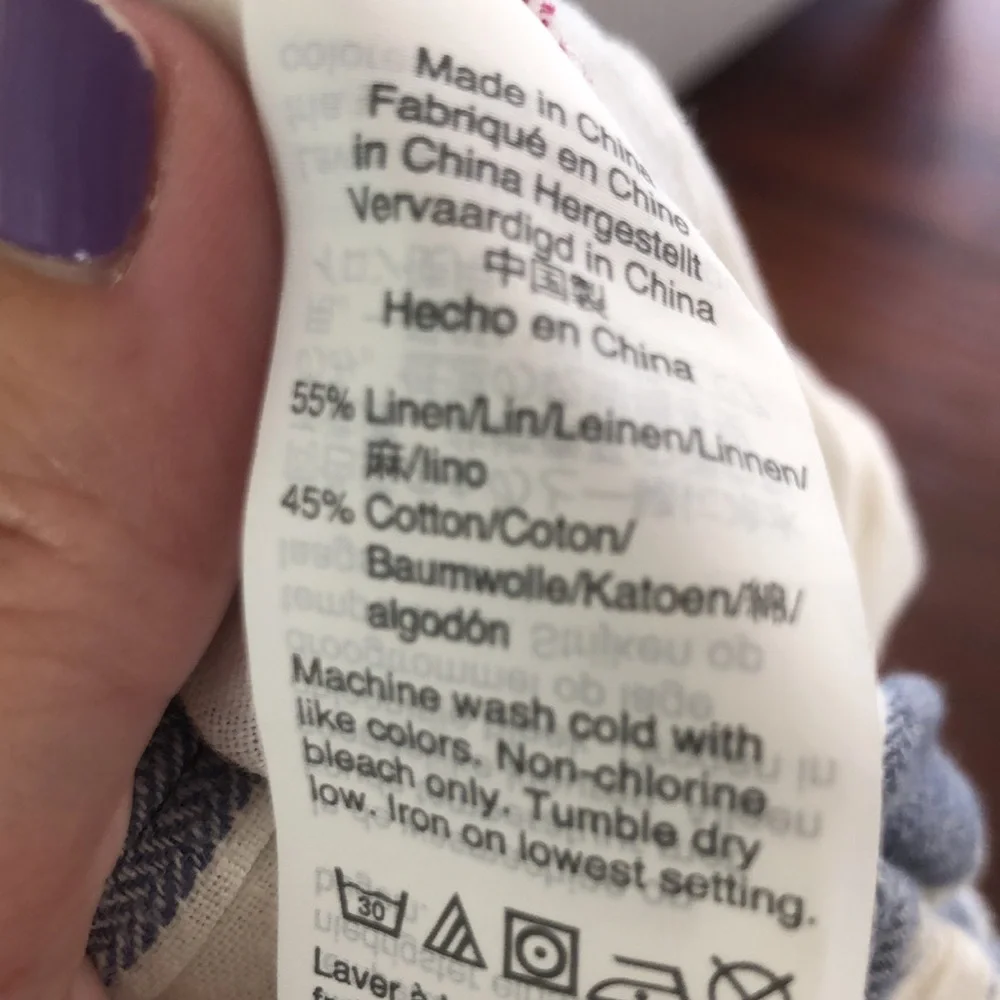 Made in China
Fabriqué en Chine
in China Hergestellt
Vervaardigd in China
中国製
Hecho en China
55% Linen/Lin/Leinen/Linnen/
麻/lino
45% Cotton/Coton/
Baumwolle/Katoen/綿/
algodón
Machine wash cold with
like colors. Non-chlorine
bleach only. Tumble dry
low. Iron on lowest setting.
30
Laver à